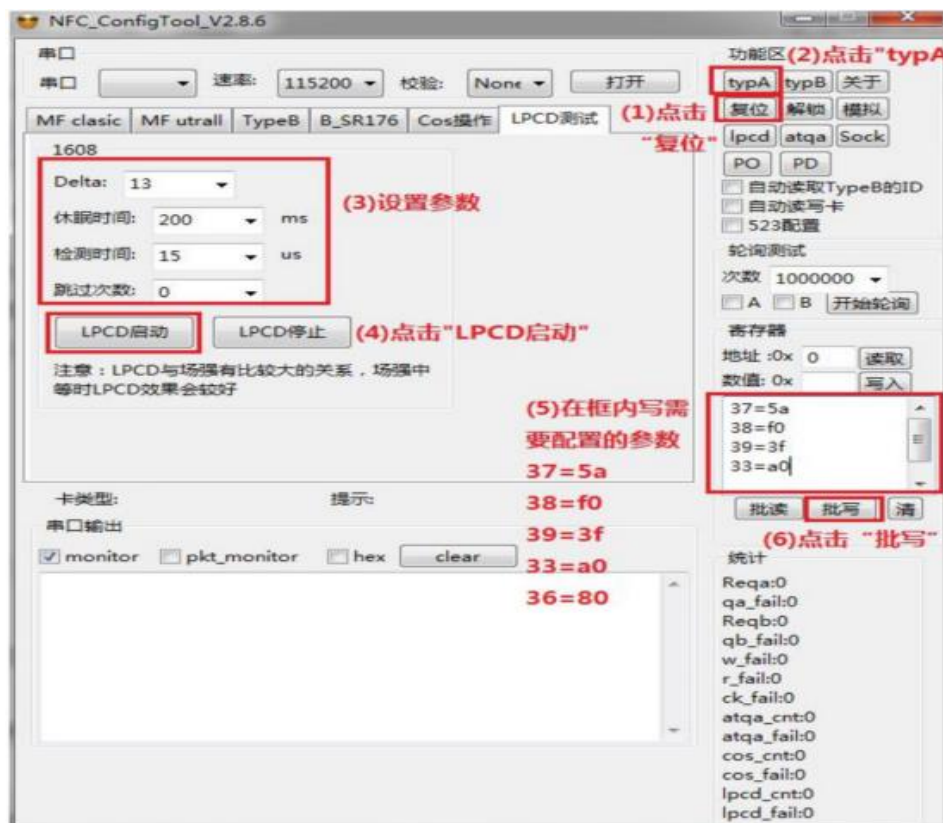 NFC_ConfigTool_V2.8.6
串口
串口 速率: 115200 校验: None 打开
MF clasic MF utrall TypeB B_SR176 Cos操作 LPCD测试
1608
Delta: 13
休眠时间: 200 ms
检测时间: 15 us
跳过次数: 0
(3)设置参数
LPCD启动 LPCD停止
(4)点击"LPCD启动"
注意：LPCD与场强有比较大的关系，场强中
等时LPCD效果会较好
(5)在框内写需
要配置的参数
37=5a
38=f0
39=3f
33=a0
36=80
卡类型: 提示:
串口输出
monitor pkt_monitor hex clear
功能区
(2)点击"typA
typA typB 关于
(1)点击
"复位"
复位 解锁 模拟
lpcd atqa Sock
PO PD
自动读取TypeB的ID
自动读写卡
523配置
轮询测试
次数 1000000
A B 开始轮询
寄存器
地址 :0x 0 读取
数值: 0x 写入
37=5a
38=f0
39=3f
33=a0
批读 批写 清
(6)点击 "批写"
统计
Reqa:0
qa_fail:0
Reqb:0
qb_fail:0
w_fail:0
r_fail:0
ck_fail:0
atqa_cnt:0
atqa_fail:0
cos_cnt:0
cos_fail:0
lpcd_cnt:0
lpcd_fail:0